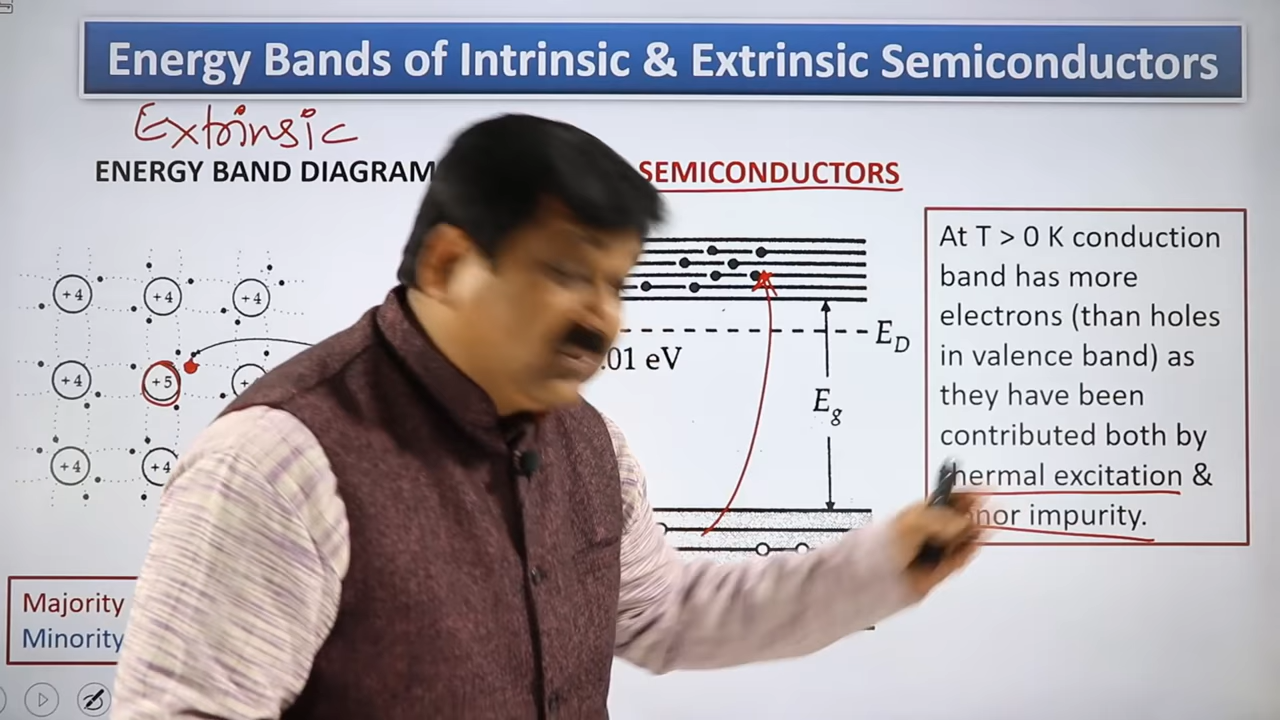 Energy Bands of Intrinsic & Extrinsic Semiconductors
Extrinsic
ENERGY BAND DIAGRAM SEMICONDUCTORS
+4 +4 +4
+4 +5
+4 +4
E_D
.01 eV
E_g
At T > 0 K conduction
band has more
electrons (than holes
in valence band) as
they have been
contributed both by
thermal excitation &
impurity.
Majority
Minority